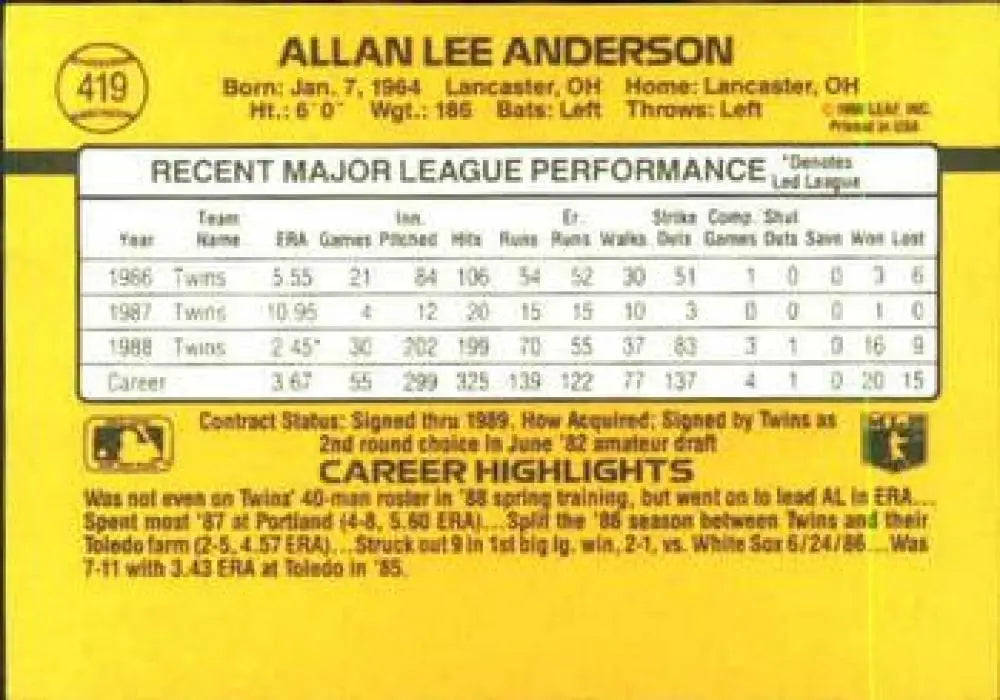 419
ALLAN LEE ANDERSON
Born: Jan. 7, 1964 Lancaster, OH Home: Lancaster, OH
Ht.: 6'0" Wgt.: 186 Bats: Left Throws: Left
LEAF INC.
Printed in USA
RECENT MAJOR LEAGUE PERFORMANCE *Denotes
Led League
Team Inn. Er. Strike Comp. Shut
Year Name ERA Games Pitched Hits Runs Runs Walks Outs Games Outs Save Won Lost
1986 Twins 5.55 21 84 106 54 52 30 51 1 0 0 3 6
1987 Twins 10.95 4 12 20 15 15 10 3 0 0 0 1 0
1988 Twins 2.45* 30 202 199 70 55 37 83 3 1 0 16 9
Career 3.67 55 299 325 139 122 77 137 4 1 0 20 15
Contract Status: Signed thru 1989. How Acquired: Signed by Twins as
2nd round choice in June '82 amateur draft
CAREER HIGHLIGHTS
Was not even on Twins' 40-man roster in '88 spring training, but went on to lead AL in ERA...
Spent most '87 at Portland (4-8, 5.60 ERA)...Split the '86 season between Twins and their
Toledo farm (2-5, 4.57 ERA)...Struck out 9 in 1st big lg. win, 2-1, vs. White Sox 6/24/86...Was
7-11 with 3.43 ERA at Toledo in '85.